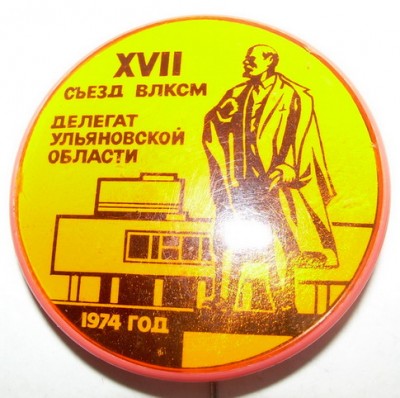 XVII
СЪЕЗД ВЛКСМ
ДЕЛЕГАТ
УЛЬЯНОВСКОЙ
ОБЛАСТИ
1974 ГОД